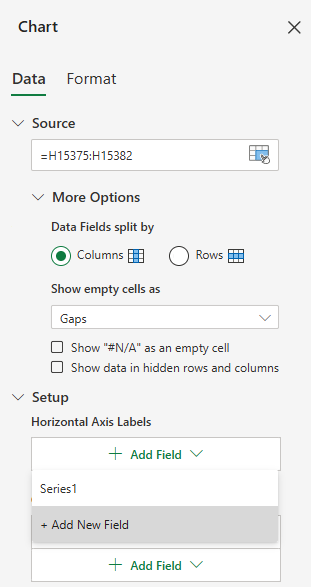 Chart
Data Format
Source
=H15375:H15382
More Options
Data Fields split by
Columns Rows
Show empty cells as
Gaps
Show "#N/A" as an empty cell
Show data in hidden rows and columns
Setup
Horizontal Axis Labels
+ Add Field
Series1
+ Add New Field
+ Add Field